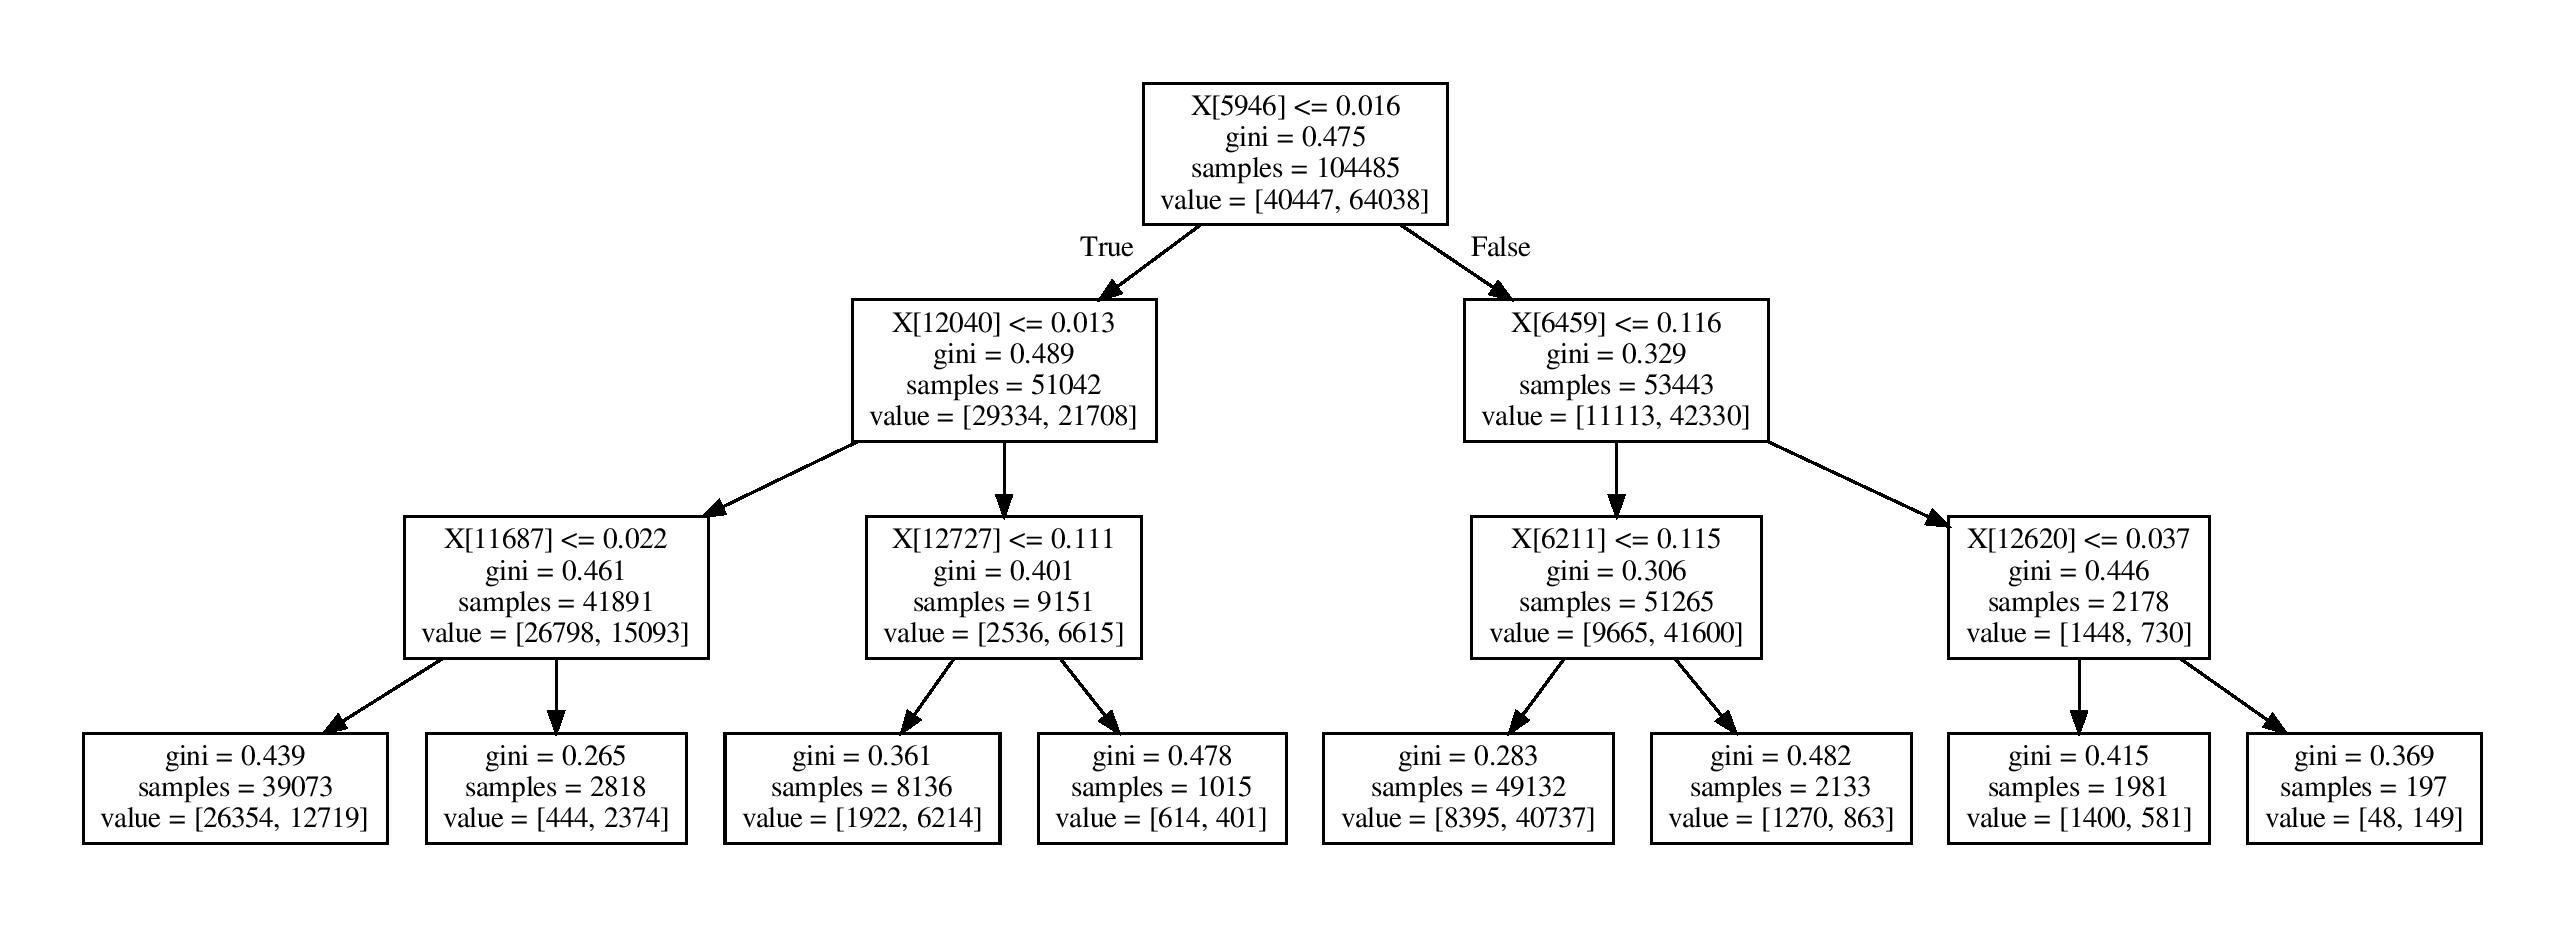 X[5946] <= 0.016
gini = 0.475
samples = 104485
value = [40447, 64038]
True
False
X[12040] <= 0.013
gini = 0.489
samples = 51042
value = [29334, 21708]
X[6459] <= 0.116
gini = 0.329
samples = 53443
value = [11113, 42330]
X[11687] <= 0.022
gini = 0.461
samples = 41891
value = [26798, 15093]
X[12727] <= 0.111
gini = 0.401
samples = 9151
value = [2536, 6615]
X[6211] <= 0.115
gini = 0.306
samples = 51265
value = [9665, 41600]
X[12620] <= 0.037
gini = 0.446
samples = 2178
value = [1448, 730]
gini = 0.439
samples = 39073
value = [26354, 12719]
gini = 0.265
samples = 2818
value = [444, 2374]
gini = 0.361
samples = 8136
value = [1922, 6214]
gini = 0.478
samples = 1015
value = [614, 401]
gini = 0.283
samples = 49132
value = [8395, 40737]
gini = 0.482
samples = 2133
value = [1270, 863]
gini = 0.415
samples = 1981
value = [1400, 581]
gini = 0.369
samples = 197
value = [48, 149]